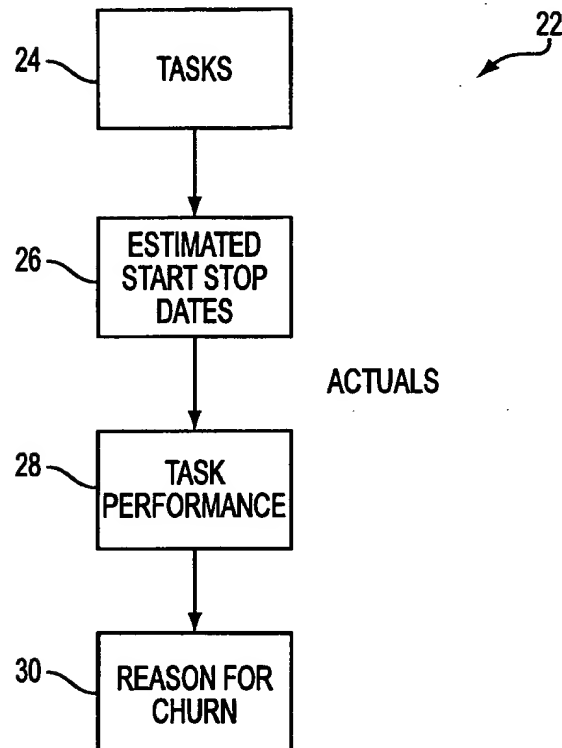 22
24
TASKS
26
ESTIMATED
START STOP
DATES
ACTUALS
28
TASK
PERFORMANCE
30
REASON FOR
CHURN